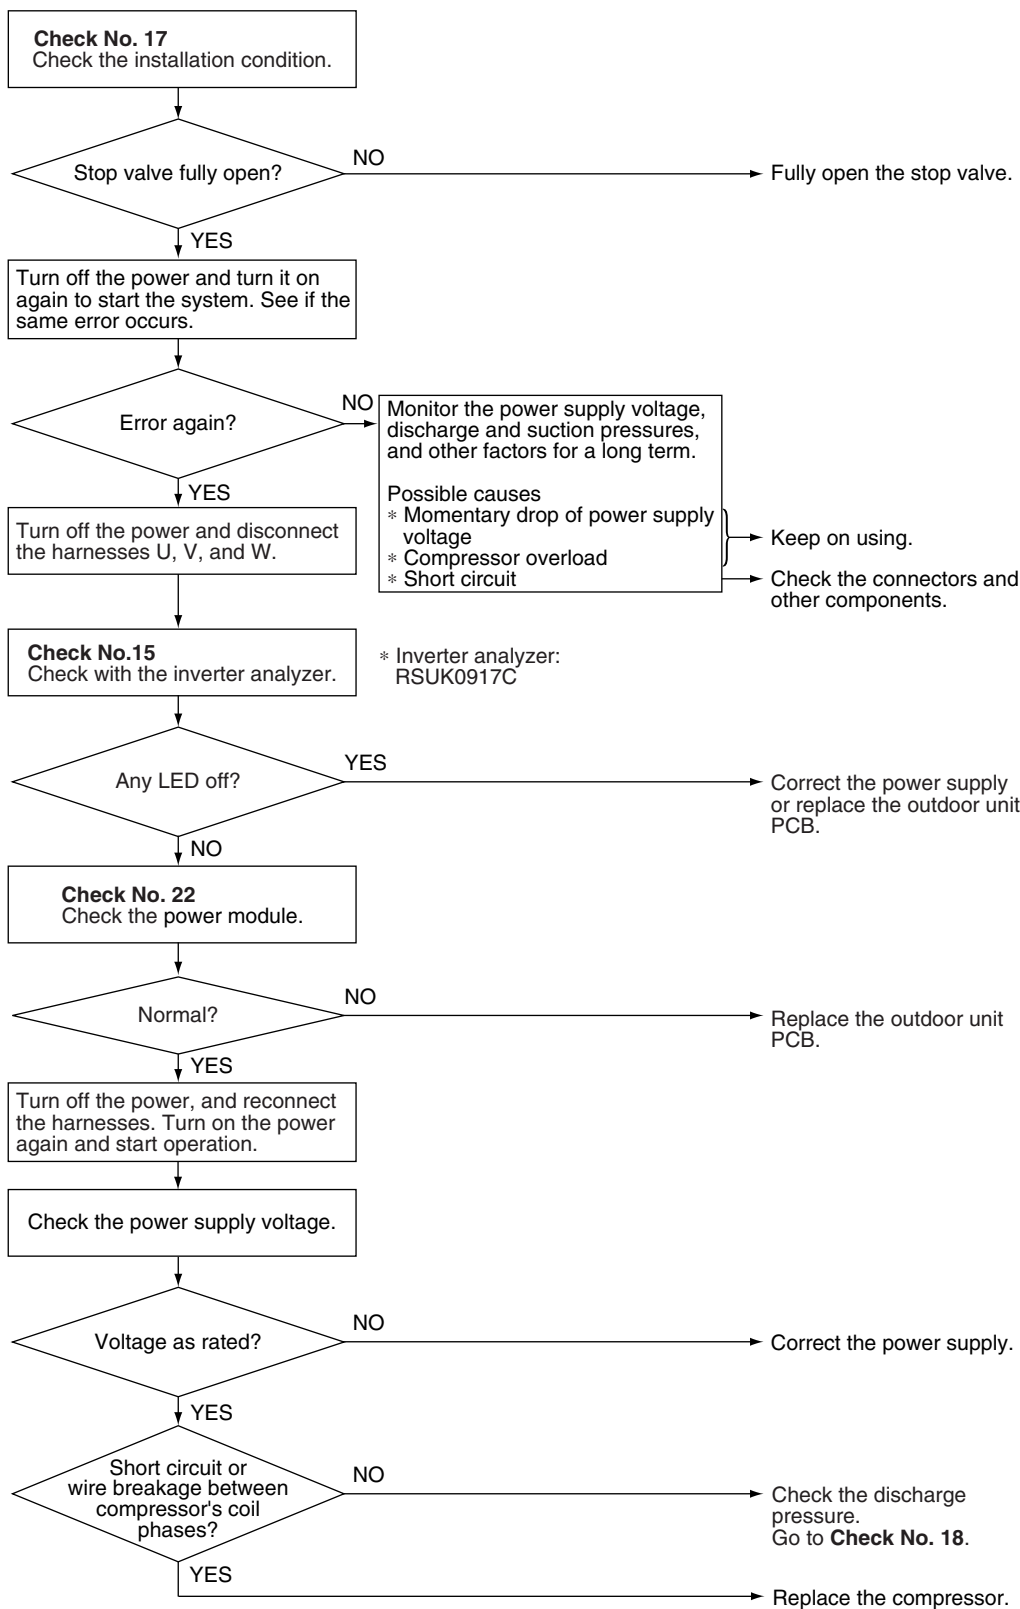 Check No. 17
Check the installation condition.
Stop valve fully open?
NO
Fully open the stop valve.
YES
Turn off the power and turn it on
again to start the system. See if the
same error occurs.
Error again?
NO
Monitor the power supply voltage,
discharge and suction pressures,
and other factors for a long term.
Possible causes
∗ Momentary drop of power supply
voltage
∗ Compressor overload
∗ Short circuit
Keep on using.
Check the connectors and
other components.
YES
Turn off the power and disconnect
the harnesses U, V, and W.
Check No.15
Check with the inverter analyzer.
∗ Inverter analyzer:
RSUK0917C
Any LED off?
YES
Correct the power supply
or replace the outdoor unit
PCB.
NO
Check No. 22
Check the power module.
Normal?
NO
Replace the outdoor unit
PCB.
YES
Turn off the power, and reconnect
the harnesses. Turn on the power
again and start operation.
Check the power supply voltage.
Voltage as rated?
NO
Correct the power supply.
YES
Short circuit or
wire breakage between
compressor's coil
phases?
NO
Check the discharge
pressure.
Go to Check No. 18.
YES
Replace the compressor.